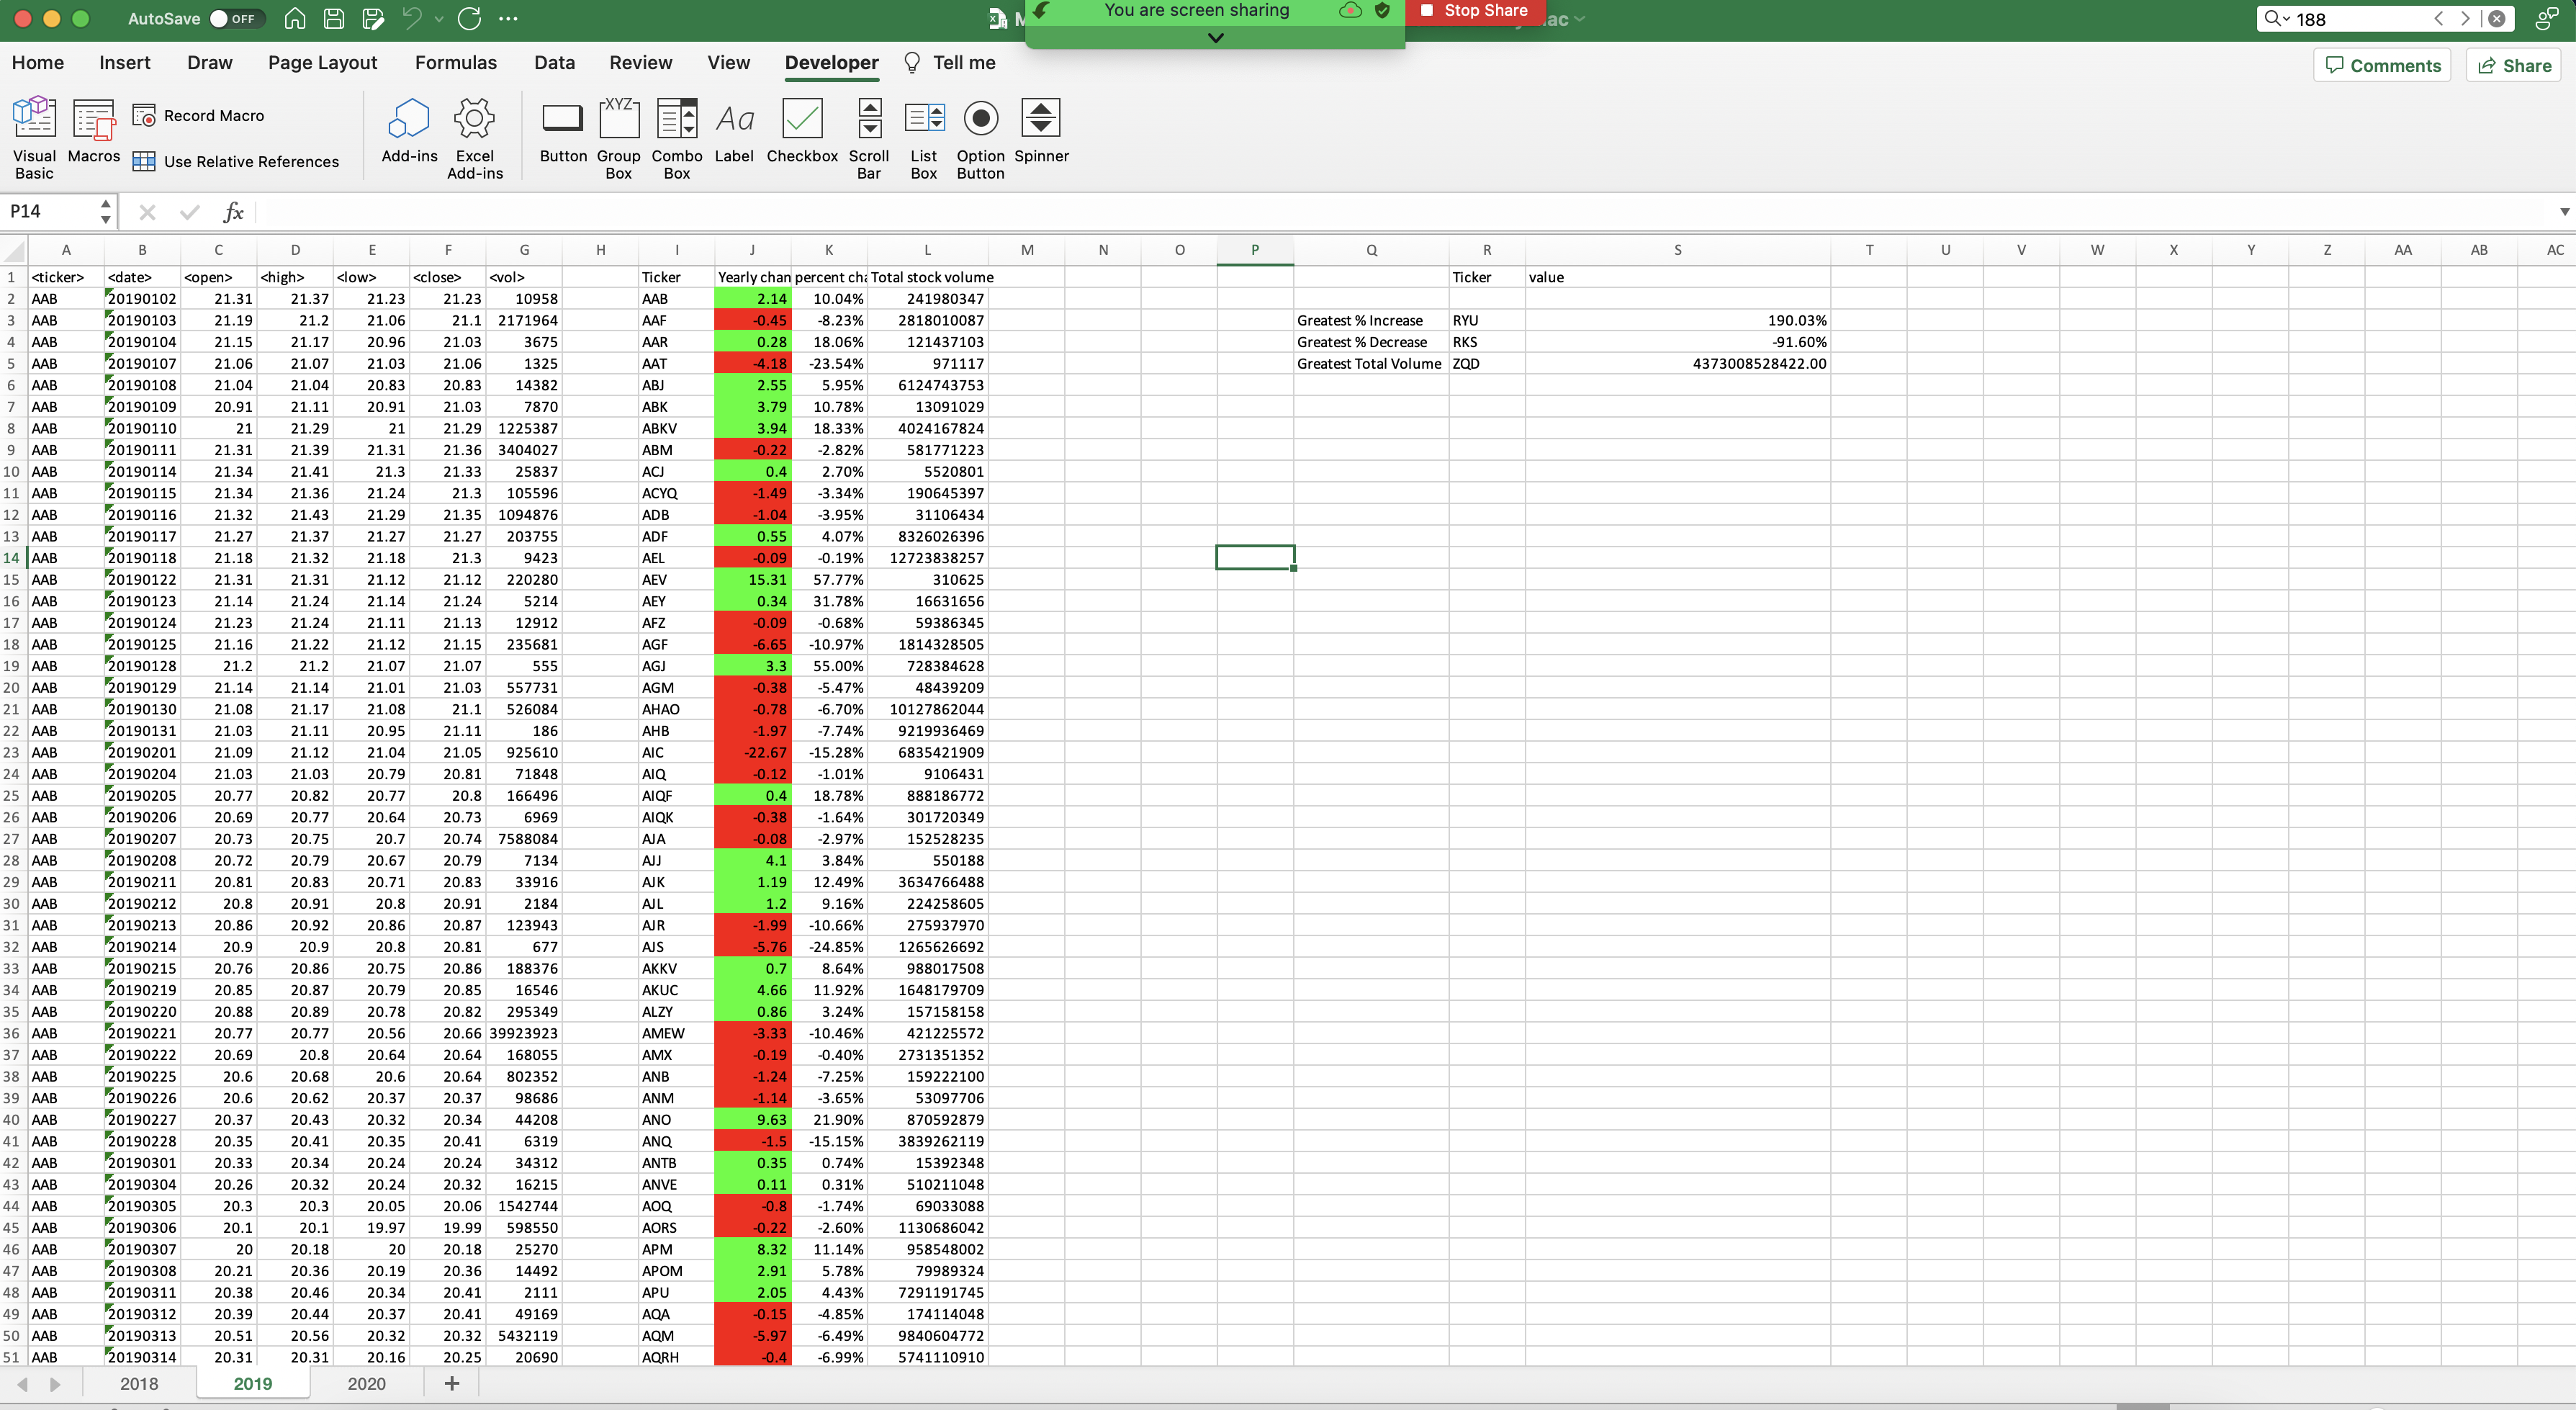 AutoSave OFF ... M You are screen sharing Stop Share ac 188
Home Insert Draw Page Layout Formulas Data Review View Developer Tell me Comments Share
Visual Basic Macros Record Macro Use Relative References Add-ins Excel Add-ins Button Group Box Combo Box Label Checkbox Scroll Bar List Box Option Button Spinner
P14 fx
A B C D E F G H I J K L M N O P Q R S T U V W X Y Z AA AB AC
1 <ticker> <date> <open> <high> <low> <close> <vol> Ticker Yearly chan percent cha Total stock volume Ticker value
2 AAB 20190102 21.31 21.37 21.23 21.23 10958 AAB 2.14 10.04% 241980347
3 AAB 20190103 21.19 21.2 21.06 21.1 2171964 AAF -0.45 -8.23% 2818010087 Greatest % Increase RYU 190.03%
4 AAB 20190104 21.15 21.17 20.96 21.03 3675 AAR 0.28 18.06% 121437103 Greatest % Decrease RKS -91.60%
5 AAB 20190107 21.06 21.07 21.03 21.06 1325 AAT -4.18 -23.54% 971117 Greatest Total Volume ZQD 4373008528422.00
6 AAB 20190108 21.04 21.04 20.83 20.83 14382 ABJ 2.55 5.95% 6124743753
7 AAB 20190109 20.91 21.11 20.91 21.03 7870 ABK 3.79 10.78% 13091029
8 AAB 20190110 21 21.29 21 21.29 1225387 ABKV 3.94 18.33% 4024167824
9 AAB 20190111 21.31 21.39 21.31 21.36 3404027 ABM -0.22 -2.82% 581771223
10 AAB 20190114 21.34 21.41 21.3 21.33 25837 ACJ 0.4 2.70% 5520801
11 AAB 20190115 21.34 21.36 21.24 21.3 105596 ACYQ -1.49 -3.34% 190645397
12 AAB 20190116 21.32 21.43 21.29 21.35 1094876 ADB -1.04 -3.95% 31106434
13 AAB 20190117 21.27 21.37 21.27 21.27 203755 ADF 0.55 4.07% 8326026396
14 AAB 20190118 21.18 21.32 21.18 21.3 9423 AEL -0.09 -0.19% 12723838257
15 AAB 20190122 21.31 21.31 21.12 21.12 220280 AEV 15.31 57.77% 310625
16 AAB 20190123 21.14 21.24 21.14 21.24 5214 AEY 0.34 31.78% 16631656
17 AAB 20190124 21.23 21.24 21.11 21.13 12912 AFZ -0.09 -0.68% 59386345
18 AAB 20190125 21.16 21.22 21.12 21.15 235681 AGF -6.65 -10.97% 1814328505
19 AAB 20190128 21.2 21.2 21.07 21.07 555 AGJ 3.3 55.00% 728384628
20 AAB 20190129 21.14 21.14 21.01 21.03 557731 AGM -0.38 -5.47% 48439209
21 AAB 20190130 21.08 21.17 21.08 21.1 526084 AHAO -0.78 -6.70% 10127862044
22 AAB 20190131 21.03 21.11 20.95 21.11 186 AHB -1.97 -7.74% 9219936469
23 AAB 20190201 21.09 21.12 21.04 21.05 925610 AIC -22.67 -15.28% 6835421909
24 AAB 20190204 21.03 21.03 20.79 20.81 71848 AIQ -0.12 -1.01% 9106431
25 AAB 20190205 20.77 20.82 20.77 20.8 166496 AIQF 0.4 18.78% 888186772
26 AAB 20190206 20.69 20.77 20.64 20.73 6969 AIQK -0.38 -1.64% 301720349
27 AAB 20190207 20.73 20.75 20.7 20.74 7588084 AJA -0.08 -2.97% 152528235
28 AAB 20190208 20.72 20.79 20.67 20.79 7134 AJJ 4.1 3.84% 550188
29 AAB 20190211 20.81 20.83 20.71 20.83 33916 AJK 1.19 12.49% 3634766488
30 AAB 20190212 20.8 20.91 20.8 20.91 2184 AJL 1.2 9.16% 224258605
31 AAB 20190213 20.86 20.92 20.86 20.87 123943 AJR -1.99 -10.66% 275937970
32 AAB 20190214 20.9 20.9 20.8 20.81 677 AJS -5.76 -24.85% 1265626692
33 AAB 20190215 20.76 20.86 20.75 20.86 188376 AKKV 0.7 8.64% 988017508
34 AAB 20190219 20.85 20.87 20.79 20.85 16546 AKUC 4.66 11.92% 1648179709
35 AAB 20190220 20.88 20.89 20.78 20.82 295349 ALZY 0.86 3.24% 157158158
36 AAB 20190221 20.77 20.77 20.56 20.66 39923923 AMEW -3.33 -10.46% 421225572
37 AAB 20190222 20.69 20.8 20.64 20.64 168055 AMX -0.19 -0.40% 2731351352
38 AAB 20190225 20.6 20.68 20.6 20.64 802352 ANB -1.24 -7.25% 159222100
39 AAB 20190226 20.6 20.62 20.37 20.37 98686 ANM -1.14 -3.65% 53097706
40 AAB 20190227 20.37 20.43 20.32 20.34 44208 ANO 9.63 21.90% 870592879
41 AAB 20190228 20.35 20.41 20.35 20.41 6319 ANQ -1.5 -15.15% 3839262119
42 AAB 20190301 20.33 20.34 20.24 20.24 34312 ANTB 0.35 0.74% 15392348
43 AAB 20190304 20.26 20.32 20.24 20.32 16215 ANVE 0.11 0.31% 510211048
44 AAB 20190305 20.3 20.3 20.05 20.06 1542744 AOQ -0.8 -1.74% 69033088
45 AAB 20190306 20.1 20.1 19.97 19.99 598550 AORS -0.22 -2.60% 1130686042
46 AAB 20190307 20 20.18 20 20.18 25270 APM 8.32 11.14% 958548002
47 AAB 20190308 20.21 20.36 20.19 20.36 14492 APOM 2.91 5.78% 79989324
48 AAB 20190311 20.38 20.46 20.34 20.41 2111 APU 2.05 4.43% 7291191745
49 AAB 20190312 20.39 20.44 20.37 20.41 49169 AQA -0.15 -4.85% 174114048
50 AAB 20190313 20.51 20.56 20.32 20.32 5432119 AQM -5.97 -6.49% 9840604772
51 AAB 20190314 20.31 20.31 20.16 20.25 20690 AQRH -0.4 -6.99% 5741110910
2018 2019 2020 +